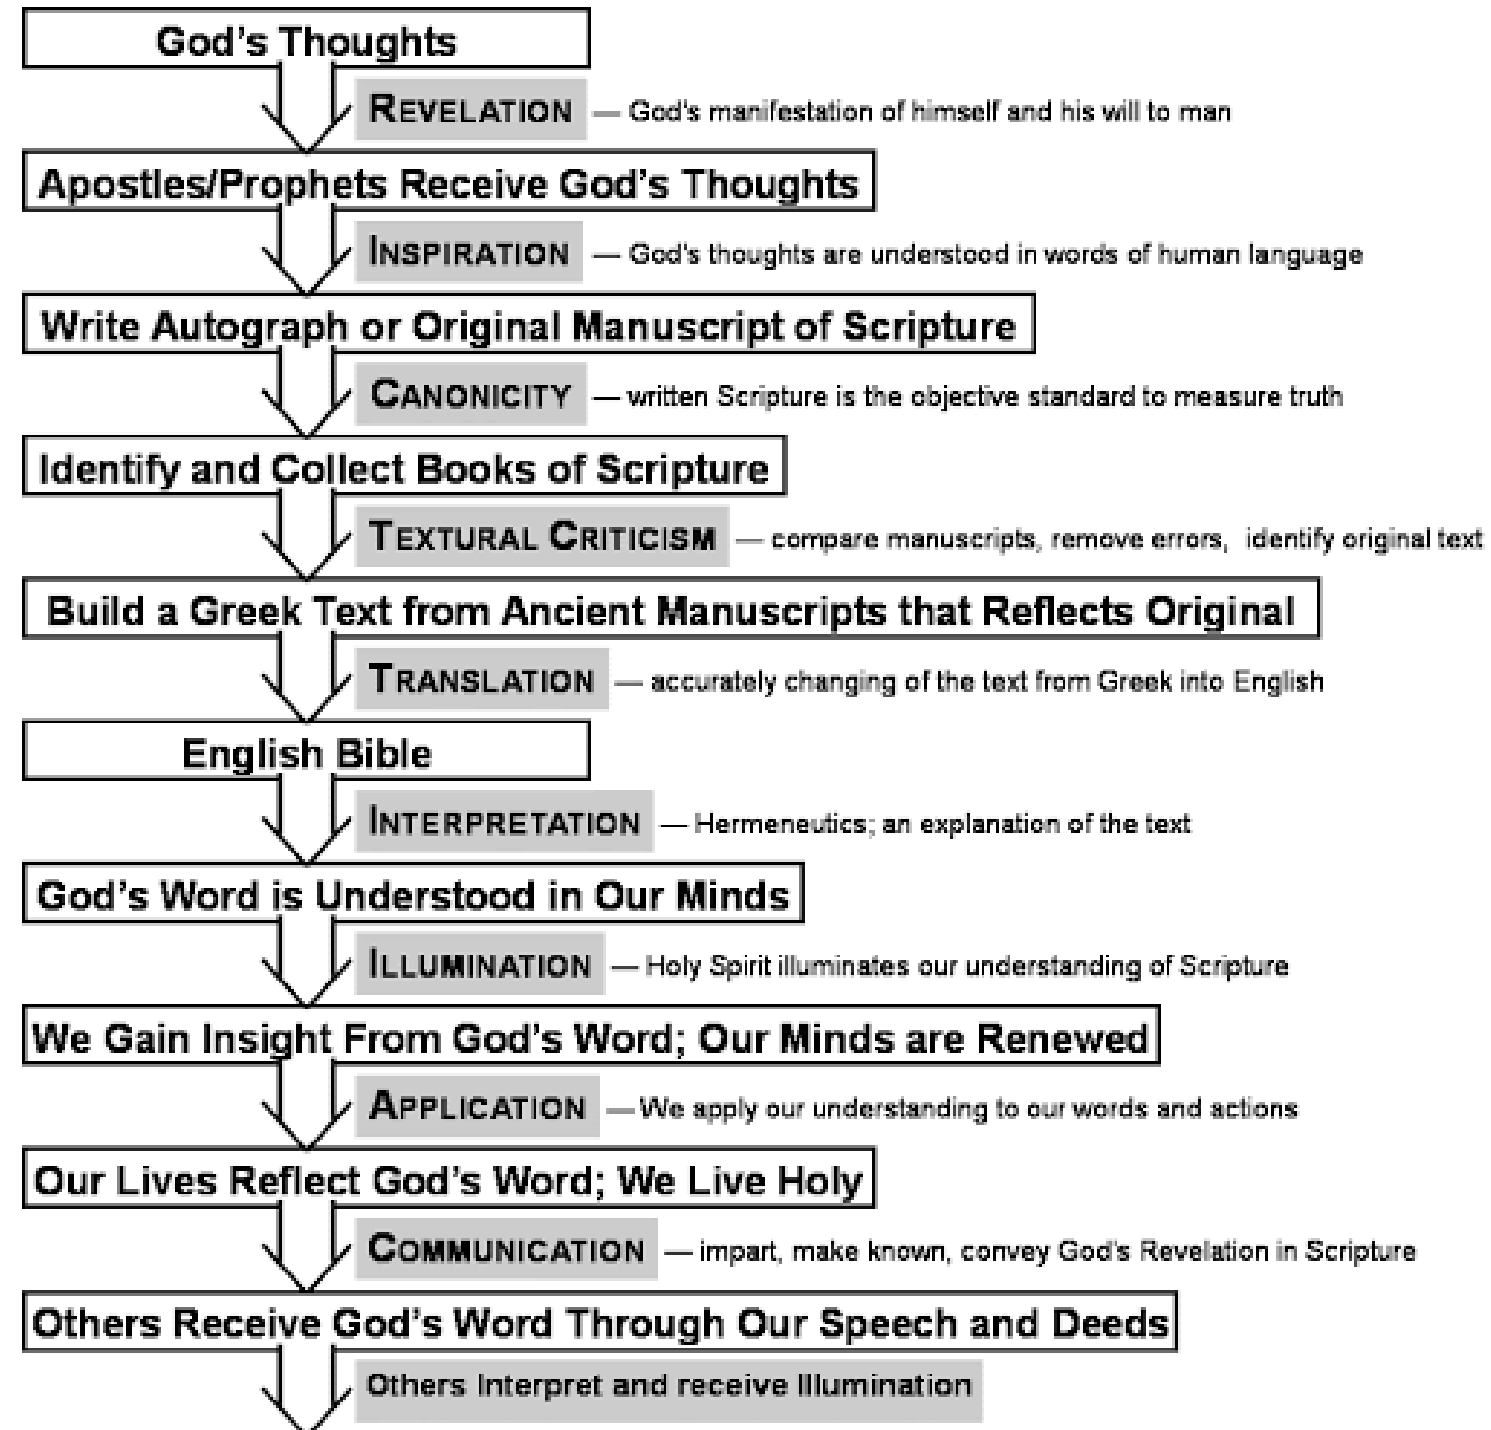 God's Thoughts
REVELATION — God's manifestation of himself and his will to man
Apostles/Prophets Receive God's Thoughts
INSPIRATION — God's thoughts are understood in words of human language
Write Autograph or Original Manuscript of Scripture
CANONICITY — written Scripture is the objective standard to measure truth
Identify and Collect Books of Scripture
TEXTURAL CRITICISM — compare manuscripts, remove errors, identify original text
Build a Greek Text from Ancient Manuscripts that Reflects Original
TRANSLATION — accurately changing of the text from Greek into English
English Bible
INTERPRETATION — Hermeneutics; an explanation of the text
God's Word is Understood in Our Minds
ILLUMINATION — Holy Spirit illuminates our understanding of Scripture
We Gain Insight From God's Word; Our Minds are Renewed
APPLICATION — We apply our understanding to our words and actions
Our Lives Reflect God's Word; We Live Holy
COMMUNICATION — impart, make known, convey God's Revelation in Scripture
Others Receive God's Word Through Our Speech and Deeds
Others Interpret and receive Illumination